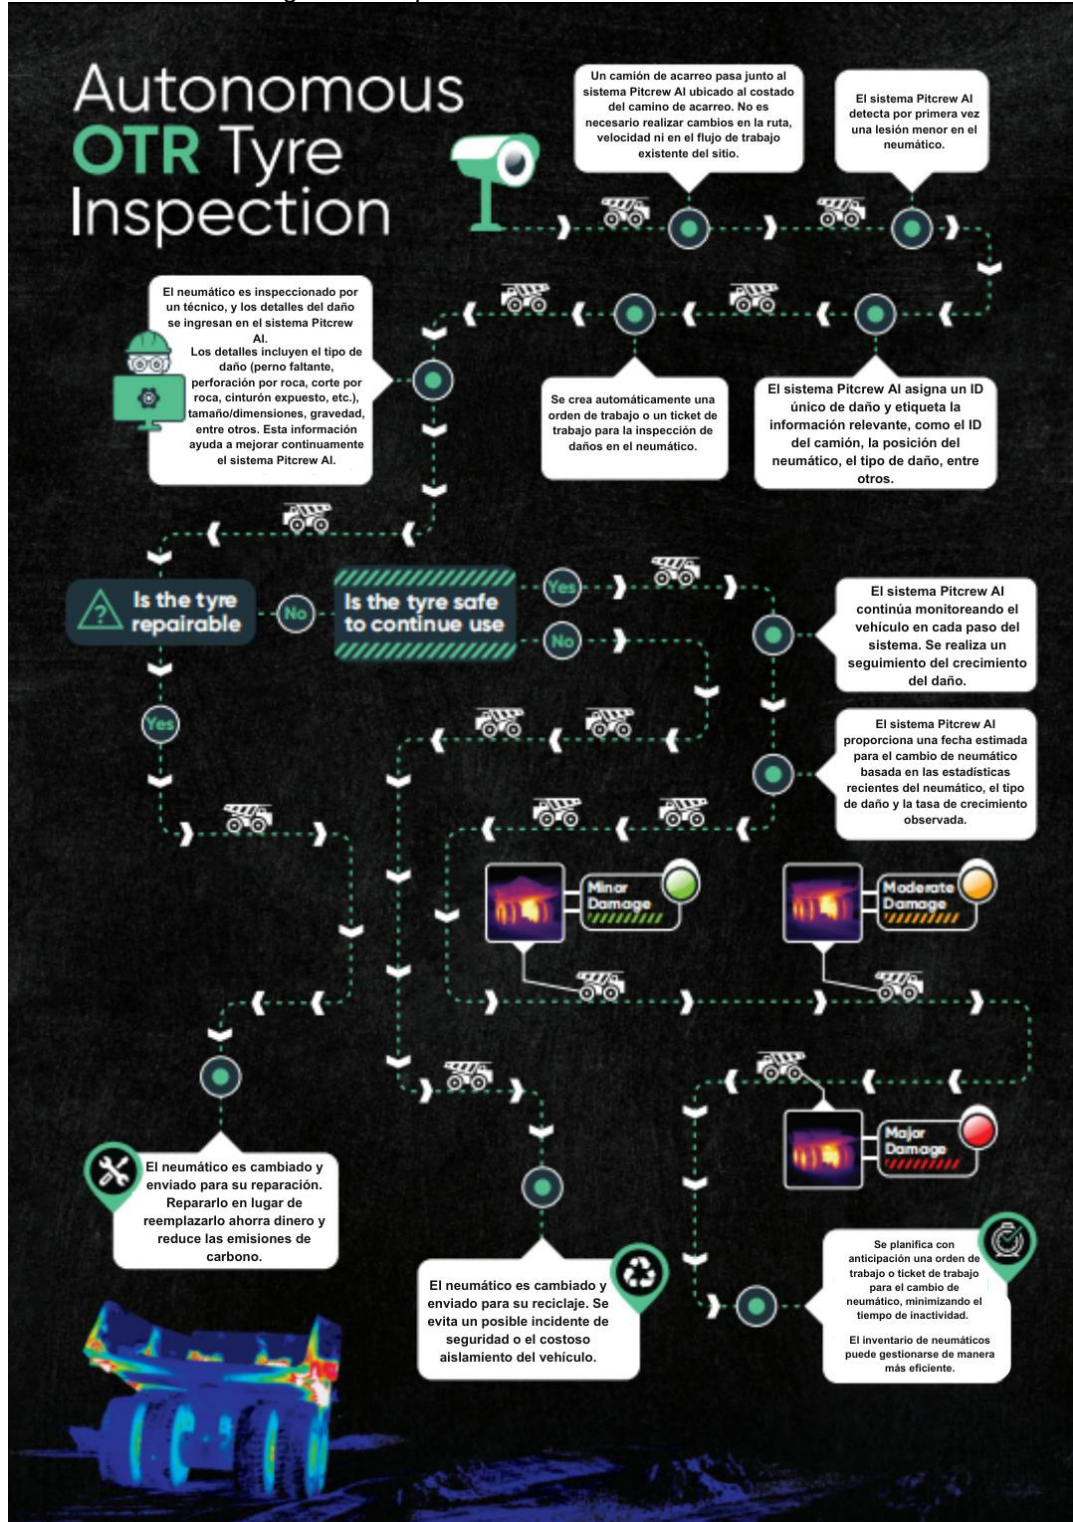 Autonomous
OTR Tyre
Inspection
Un camión de acarreo pasa junto al
sistema Pitcrew AI ubicado al costado
del camino de acarreo. No es
necesario realizar cambios en la ruta,
velocidad ni en el flujo de trabajo
existente del sitio.
El sistema Pitcrew AI
detecta por primera vez
una lesión menor en el
neumático.
El sistema Pitcrew AI asigna un ID
único de daño y etiqueta la
información relevante, como el ID
del camión, la posición del
neumático, el tipo de daño, entre
otros.
Se crea automáticamente una
orden de trabajo o un ticket de
trabajo para la inspección de
daños en el neumático.
El neumático es inspeccionado por
un técnico, y los detalles del daño
se ingresan en el sistema Pitcrew
AI.
Los detalles incluyen el tipo de
daño (perno faltante,
perforación por roca, corte por
roca, cinturón expuesto, etc.),
tamaño/dimensiones, gravedad,
entre otros. Esta información
ayuda a mejorar continuamente
el sistema Pitcrew AI.
Is the tyre
repairable
No
Is the tyre safe
to continue use
Yes
No
Yes
El sistema Pitcrew AI
continúa monitoreando el
vehículo en cada paso del
sistema. Se realiza un
seguimiento del crecimiento
del daño.
El sistema Pitcrew AI
proporciona una fecha estimada
para el cambio de neumático
basada en las estadísticas
recientes del neumático, el tipo
de daño y la tasa de crecimiento
observada.
Minor
Damage
Moderate
Damage
Major
Damage
El neumático es cambiado y
enviado para su reparación.
Repararlo en lugar de
reemplazarlo ahorra dinero y
reduce las emisiones de
carbono.
El neumático es cambiado y
enviado para su reciclaje. Se
evita un posible incidente de
seguridad o el costoso
aislamiento del vehículo.
Se planifica con
anticipación una orden de
trabajo o ticket de trabajo
para el cambio de
neumático, minimizando el
tiempo de inactividad.
El inventario de neumáticos
puede gestionarse de manera
más eficiente.